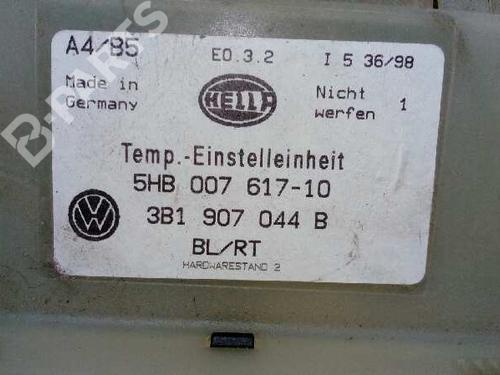 A4/B5 E0.3.2 I 5 36/98
Made in Germany
HELLA
Nicht werfen 1
Temp.-Einstelleinheit
5HB 007 617-10
3B1 907 044 B
BL/RT
HARDWARESTAND 2
B-PARTS